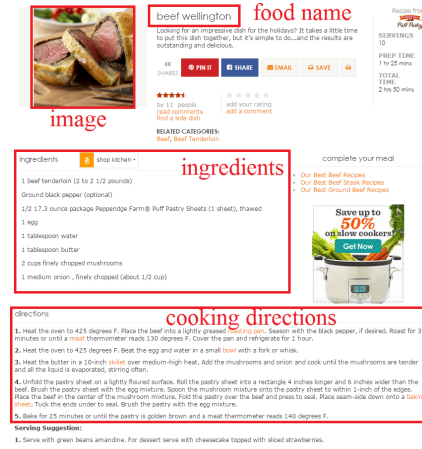 beef wellington
food name
Recipe from
Looking for an impressive dish for the holidays? It takes a little time
to put this dish together, but it's simple to do...and the results are
outstanding and delicious.
Puff Pastry
SERVINGS
10
PREP TIME
1 hr 25 mins
TOTAL
TIME
2 hrs 50 mins
46
SHARES
PIN IT
SHARE
EMAIL
SAVE
by 11 people
read comments
find a side dish
add your rating
add a comment
RELATED CATEGORIES:
Beef, Beef Tenderloin
image
Ingredients
a shop kitchen
ingredients
1 beef tenderloin (2 to 2 1/2 pounds)
Ground black pepper (optional)
1/2 17.3 ounce package Pepperidge Farm® Puff Pastry Sheets (1 sheet), thawed
1 egg
1 tablespoon water
1 tablespoon butter
2 cups finely chopped mushrooms
1 medium onion , finely chopped (about 1/2 cup)
complete your meal
Our Best Beef Recipes
Our Best Beef Steak Recipes
Our Best Ground Beef Recipes
Save up to
50%
on slow cookers
Get Now
directions
cooking directions
1. Heat the oven to 425 degrees F. Place the beef into a lightly greased roasting pan. Season with the black pepper, if desired. Roast for 3
minutes or until a meat thermometer reads 130 degrees F. Cover the pan and refrigerate for 1 hour.
2. Heat the oven to 425 degrees F. Beat the egg and water in a small bowl with a fork or whisk.
3. Heat the butter in a 10-inch skillet over medium-high heat. Add the mushrooms and onion and cook until the mushrooms are tender
and all the liquid is evaporated, stirring often.
4. Unfold the pastry sheet on a lightly floured surface. Roll the pastry sheet into a rectangle 4 inches longer and 6 inches wider than the
beef. Brush the pastry sheet with the egg mixture. Spoon the mushroom mixture onto the pastry sheet to within 1-inch of the edges.
Place the beef in the center of the mushroom mixture. Fold the pastry over the beef and press to seal. Place seam-side down onto a bakin
sheet. Tuck the ends under to seal. Brush the pastry with the egg mixture.
5. Bake for 25 minutes or until the pastry is golden brown and a meat thermometer reads 140 degrees F.
Serving Suggestion:
1. Serve with green beans amandine. For dessert serve with cheesecake topped with sliced strawberries.